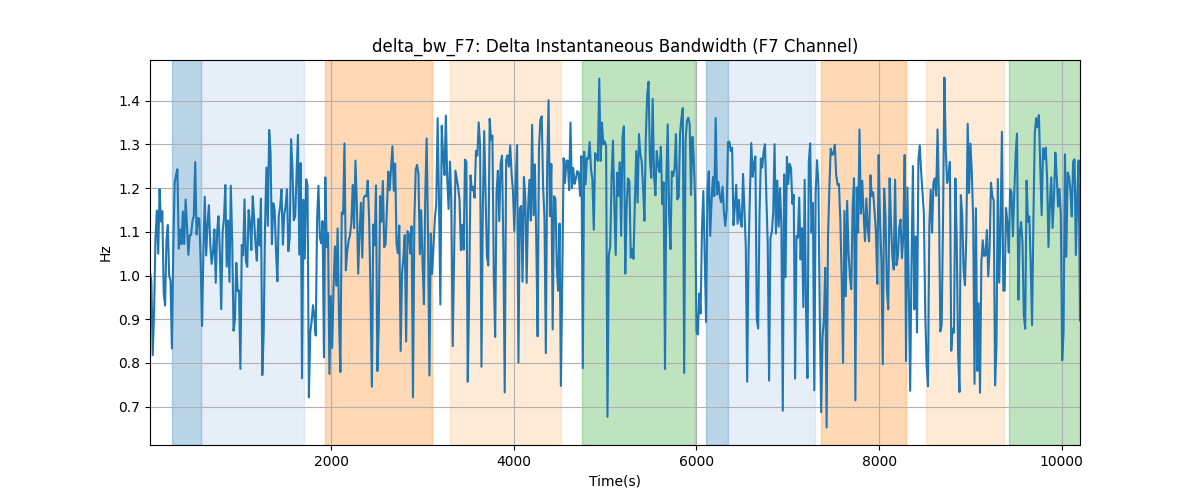 delta_bw_F7: Delta Instantaneous Bandwidth (F7 Channel)
1.4
1.3
1.2
1.1
1.0
0.9
0.8
0.7
Hz
2000 4000 6000 8000 10000
Time(s)